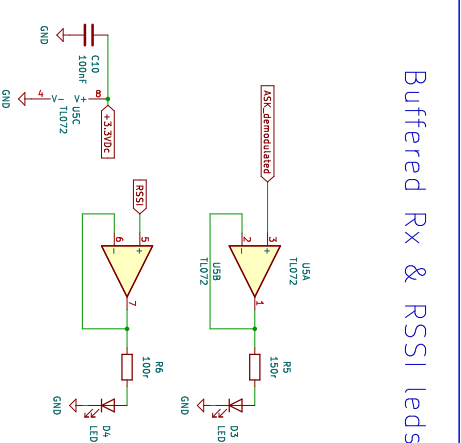 Buffered Rx & RSSI leds
ASK_demodulated
3
+
2
-
1
U5A
TL072
R5
150r
D3
LED
GND
RSSI
5
+
6
-
7
U5B
TL072
R6
100r
D4
LED
GND
GND
C10
100nF
+3.3VDc
8
V+
U5C
TL072
V-
4
GND